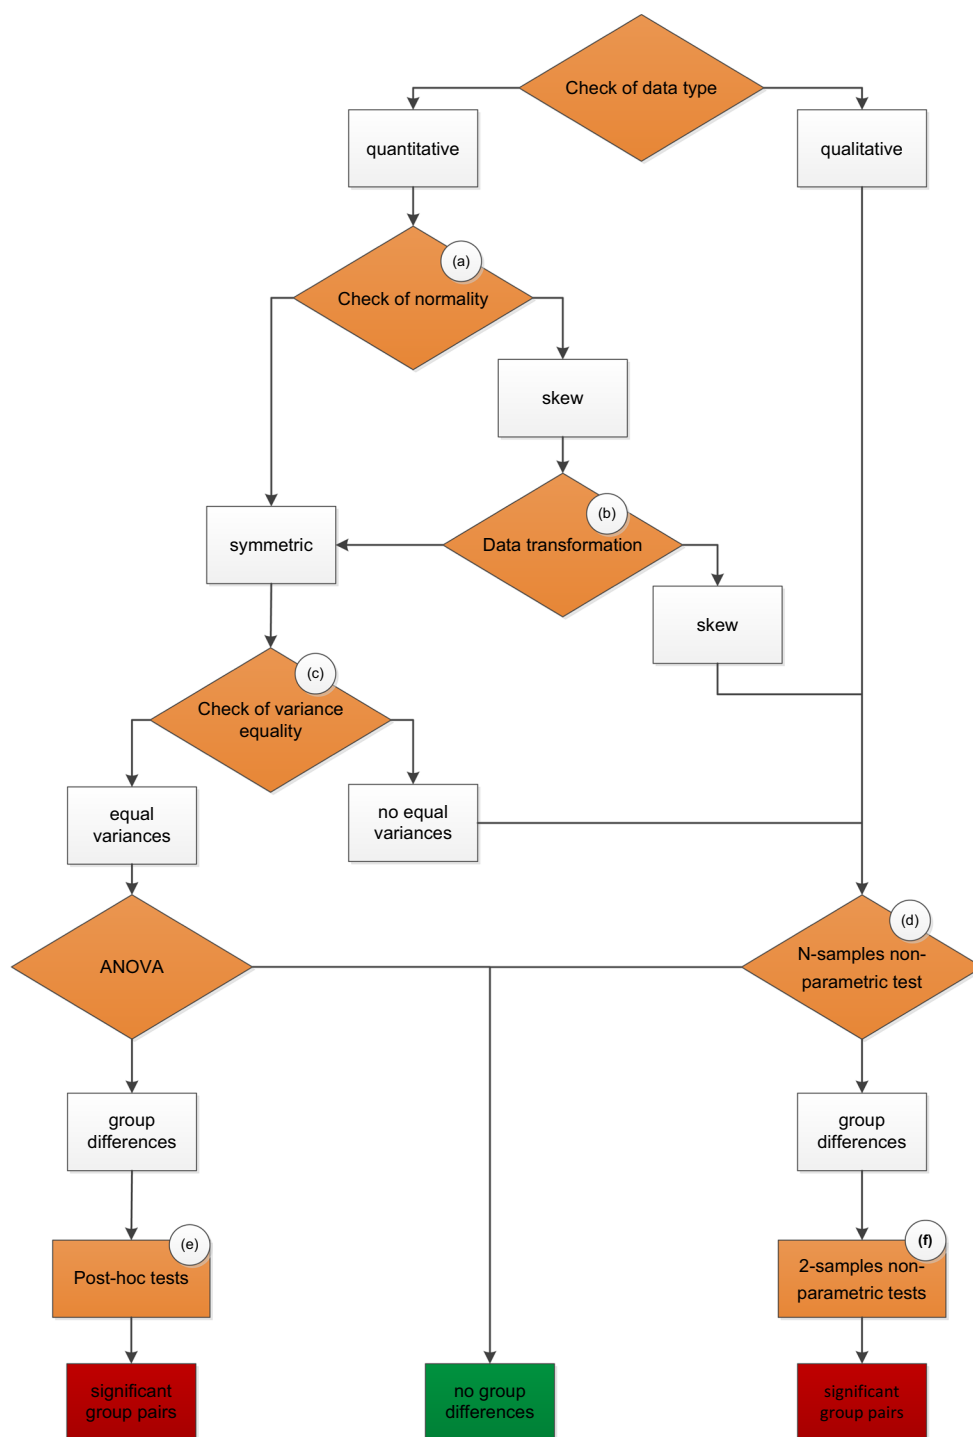 Check of data type
quantitative
qualitative
(a)
Check of normality
skew
(b)
symmetric
Data transformation
skew
(c)
Check of variance
equality
equal
variances
no equal
variances
(d)
ANOVA
N-samples non-
parametric test
group
differences
group
differences
(e)
Post-hoc tests
(f)
2-samples non-
parametric tests
significant
group pairs
no group
differences
significant
group pairs